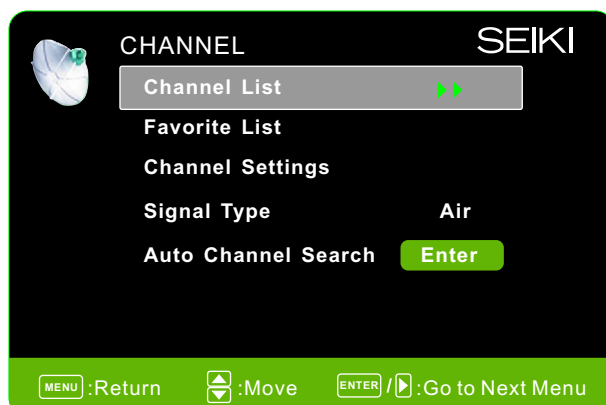 CHANNEL SEIKI
Channel List
Favorite List
Channel Settings
Signal Type Air
Auto Channel Search Enter
MENU :Return :Move ENTER / :Go to Next Menu